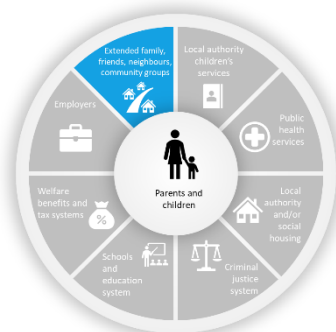 Extended family,
friends, neighbours,
community groups
Local authority
children's
services
Public
health
services
Local
authority
and/or
social
housing
Criminal
justice
system
Schools
and
education
system
Welfare
benefits and
tax systems
%
Employers
Parents and
children